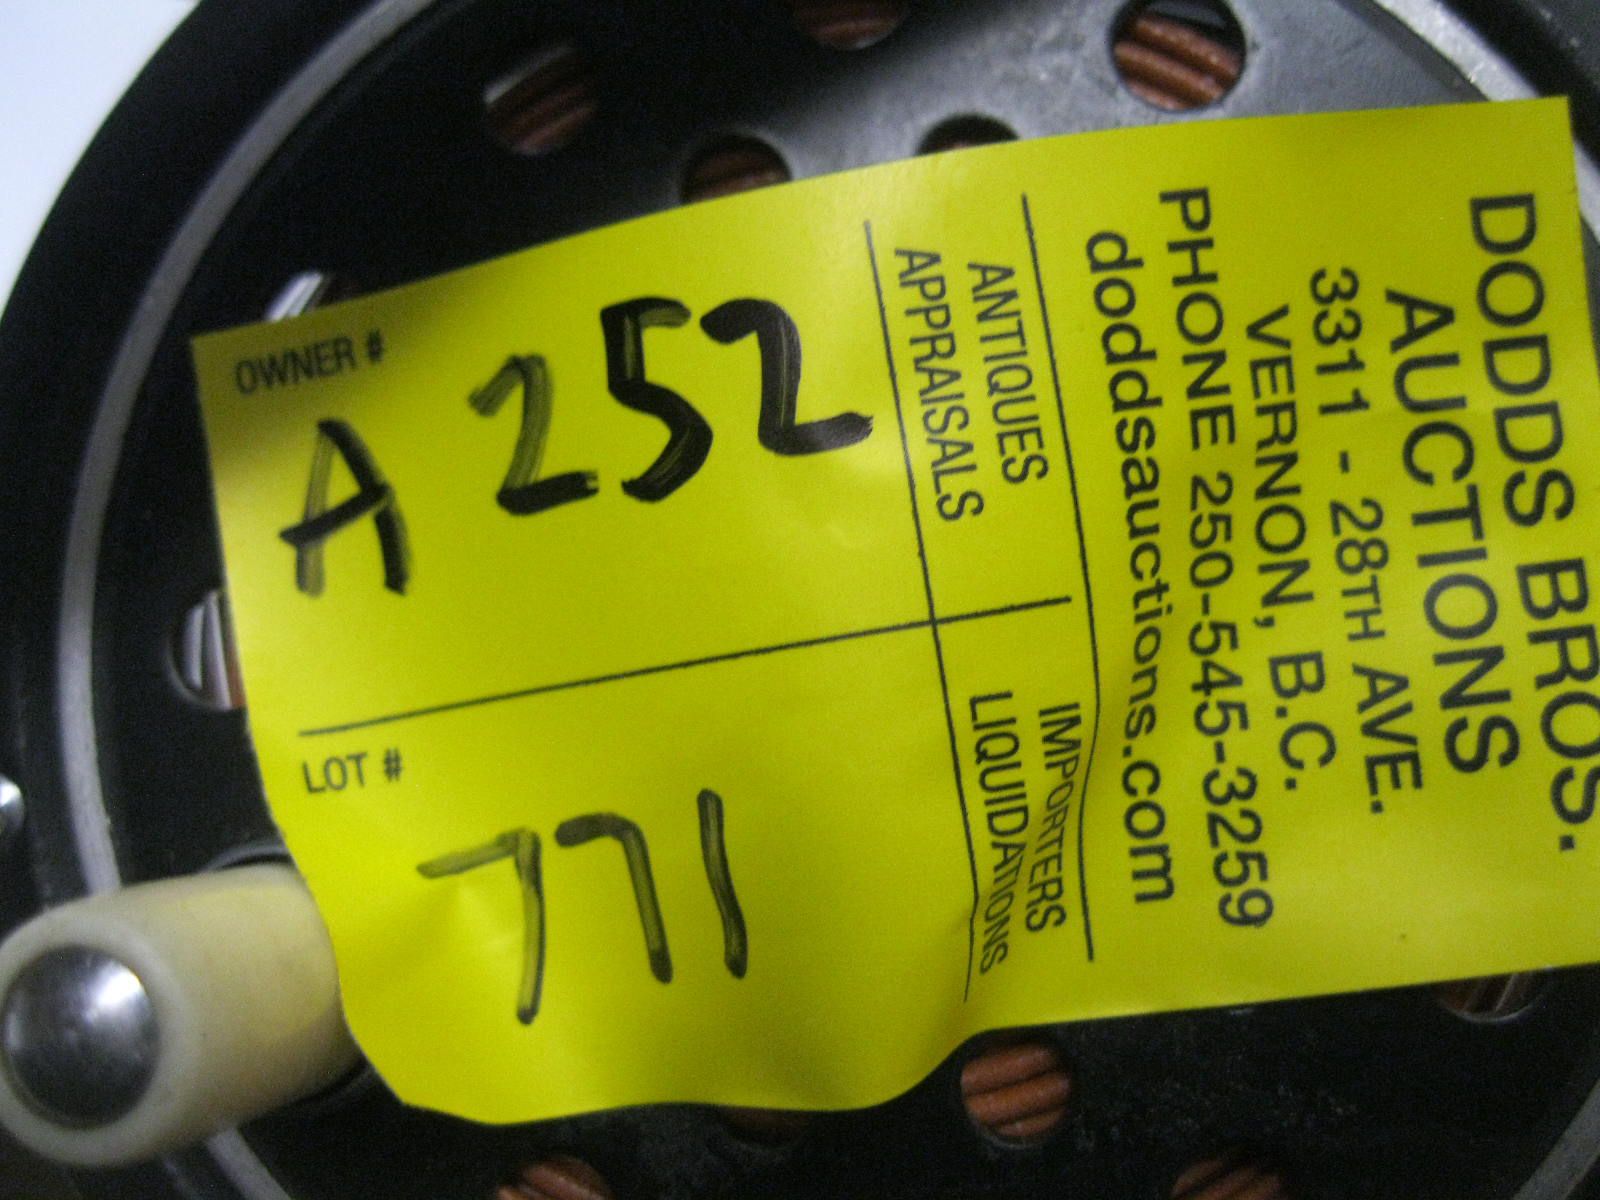 DODDS BROS.
AUCTIONS
3311 - 28TH AVE.
VERNON, B.C.
PHONE 250-545-3259
doddsauctions.com
ANTIQUES
APPRAISALS
IMPORTERS
LIQUIDATIONS
OWNER #
A 252
LOT #
771